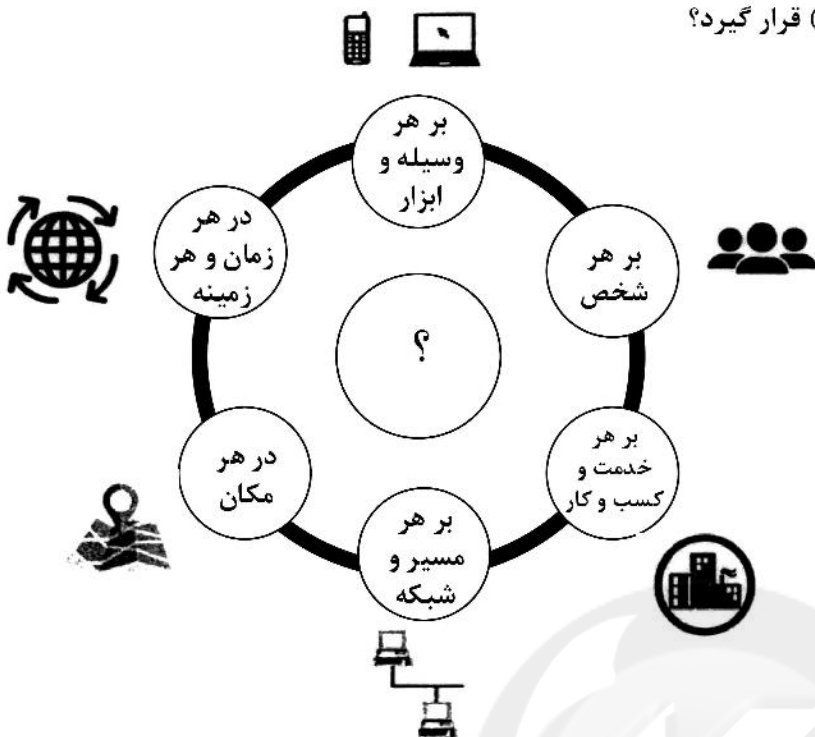 ) قرار گیرد؟
بر هر
وسیله و
ابزار
در هر
زمان و هر
زمینه
بر هر
شخص
؟
در هر
مکان
بر هر
خدمت و
کسب و کار
بر هر
مسیر و
شبکه